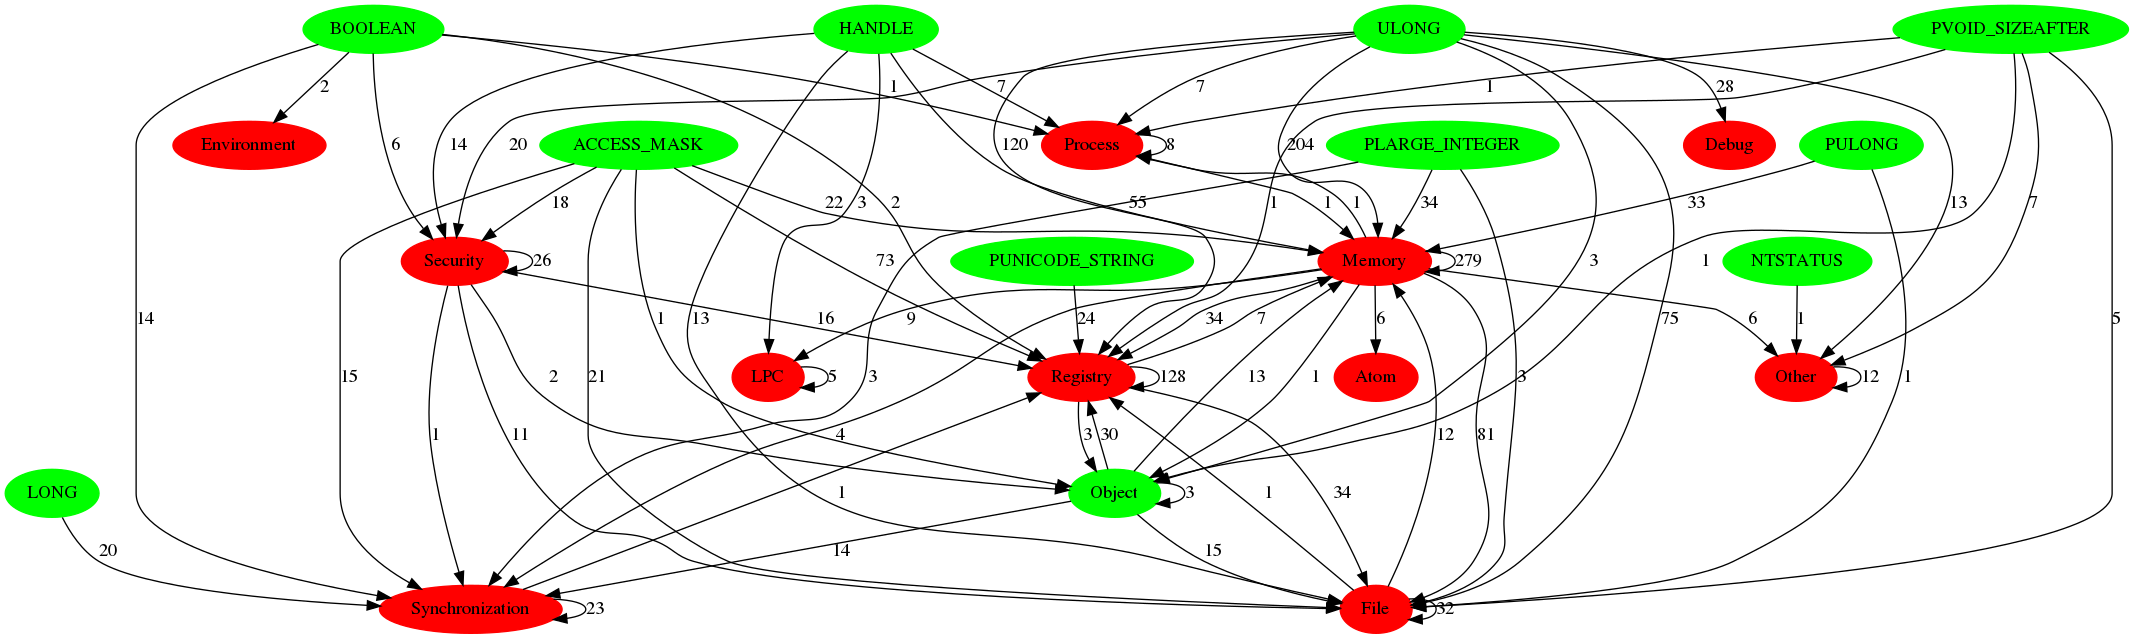 BOOLEAN HANDLE ULONG PVOID_SIZEAFTER
2 1 7 7 1 28
Environment 6 14 20 ACCESS_MASK 120 Process 8 204 PLARGE_INTEGER Debug PULONG
18 22 3 2 55 1 1 1 34 33 13 7
Security 26 73 PUNICODE_STRING Memory 279 3 1 NTSTATUS
14 16 1 13 9 24 34 7 6 75 6 1 5
15 21 2 3 LPC 5 Registry 128 13 1 Atom 3 Other 12 1
1 11 4 3 30 12 81
LONG 1 Object 3 34 1
20 14 15
Synchronization 23 File 32